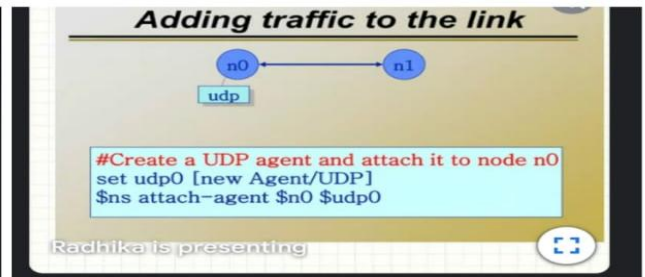 Adding traffic to the link
n0
n1
udp
#Create a UDP agent and attach it to node n0
set udp0 [new Agent/UDP]
$ns attach-agent $n0 $udp0
Radhika is presenting